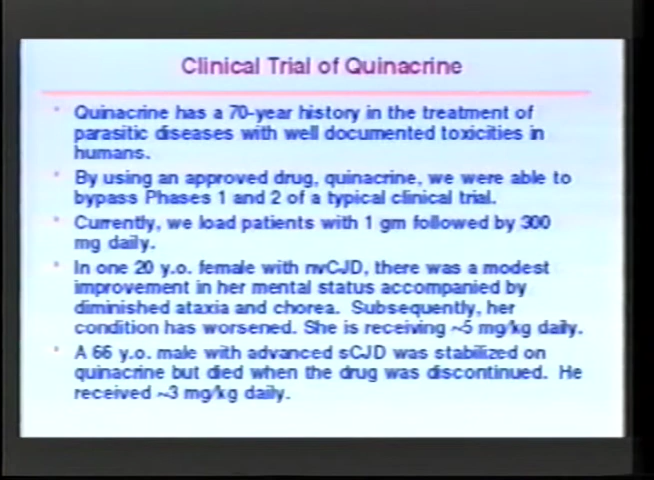 Clinical Trial of Quinacrine
Quinacrine has a 70-year history in the treatment of
parasitic diseases with well documented toxicities in
humans.
By using an approved drug, quinacrine, we were able to
bypass Phases 1 and 2 of a typical clinical trial.
Currently, we load patients with 1 gm followed by 300
mg daily.
In one 20 y.o. female with nvCJD, there was a modest
improvement in her mental status accompanied by
diminished ataxia and chorea. Subsequently, her
condition has worsened. She is receiving ~5 mg/kg daily.
A 66 y.o. male with advanced sCJD was stabilized on
quinacrine but died when the drug was discontinued. He
received ~3 mg/kg daily.